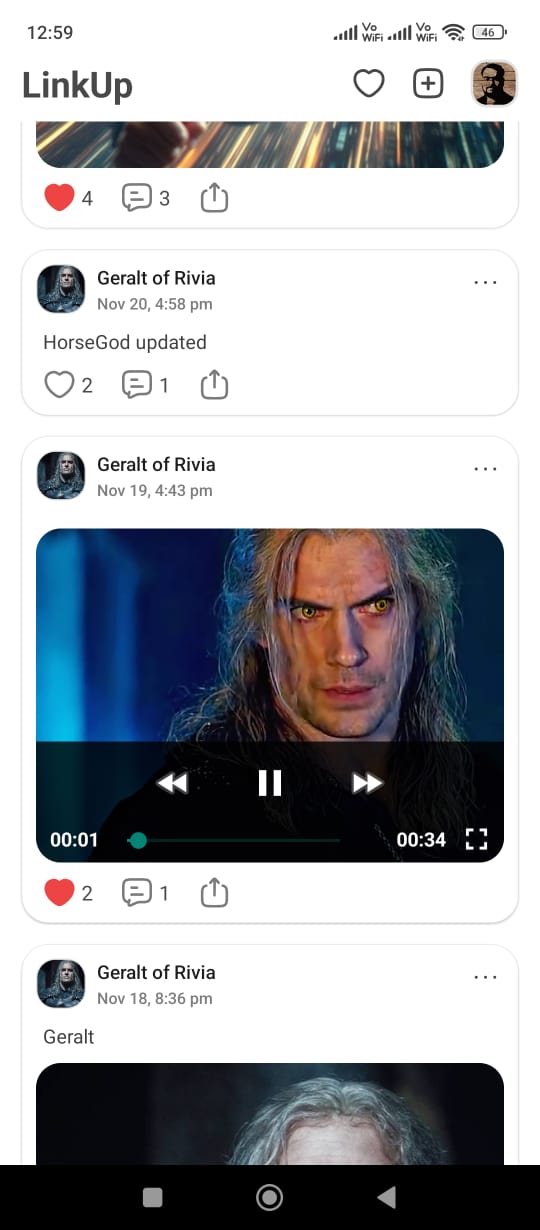 12:59
Vo WiFi Vo WiFi 46
LinkUp
4 3
Geralt of Rivia
Nov 20, 4:58 pm
HorseGod updated
2 1
Geralt of Rivia
Nov 19, 4:43 pm
00:01 00:34
2 1
Geralt of Rivia
Nov 18, 8:36 pm
Geralt